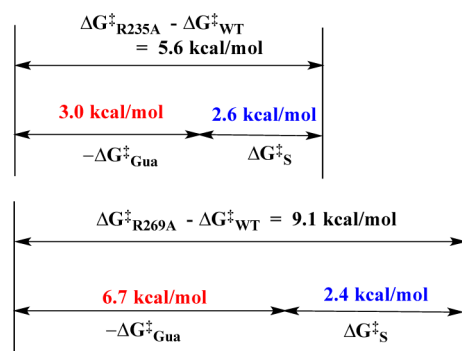 ΔG‡R235A - ΔG‡WT
= 5.6 kcal/mol
3.0 kcal/mol 2.6 kcal/mol
−ΔG‡Gua ΔG‡S
ΔG‡R269A - ΔG‡WT = 9.1 kcal/mol
6.7 kcal/mol 2.4 kcal/mol
−ΔG‡Gua ΔG‡S